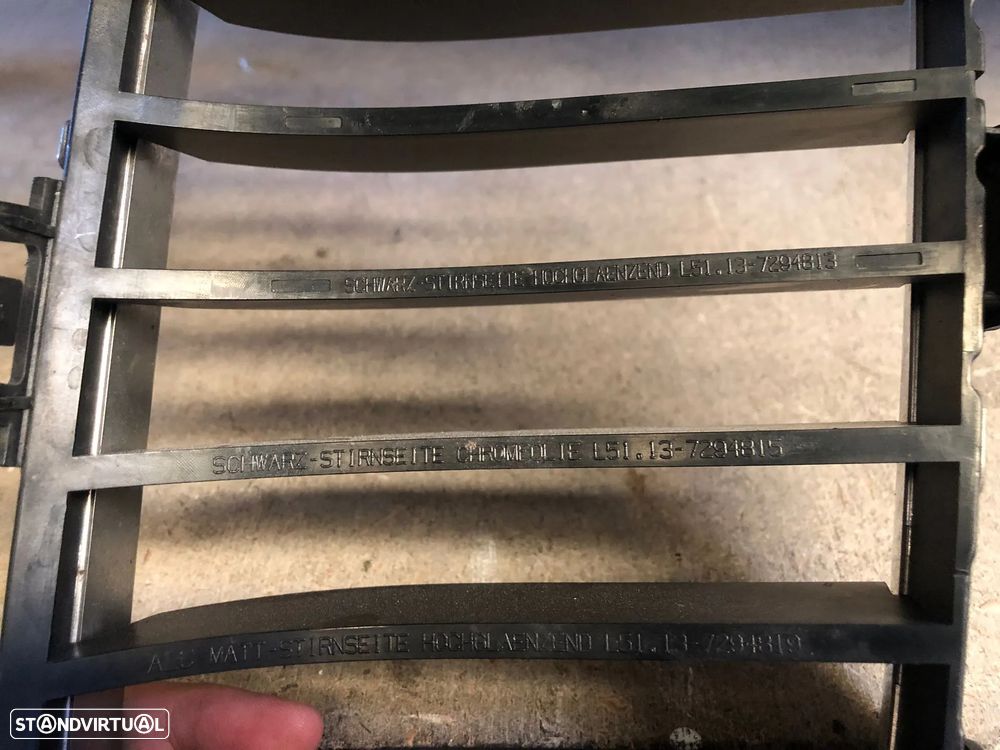 SCHWARZ-STIRNSEITE HOCHGLAENZEND L51.13-7294813
SCHWARZ-STIRNSEITE CHROMFOLIE L51.13-7294815
ALU MATT-STIRNSEITE HOCHGLAENZEND L51.13-7294819
STANDVIRTUAL